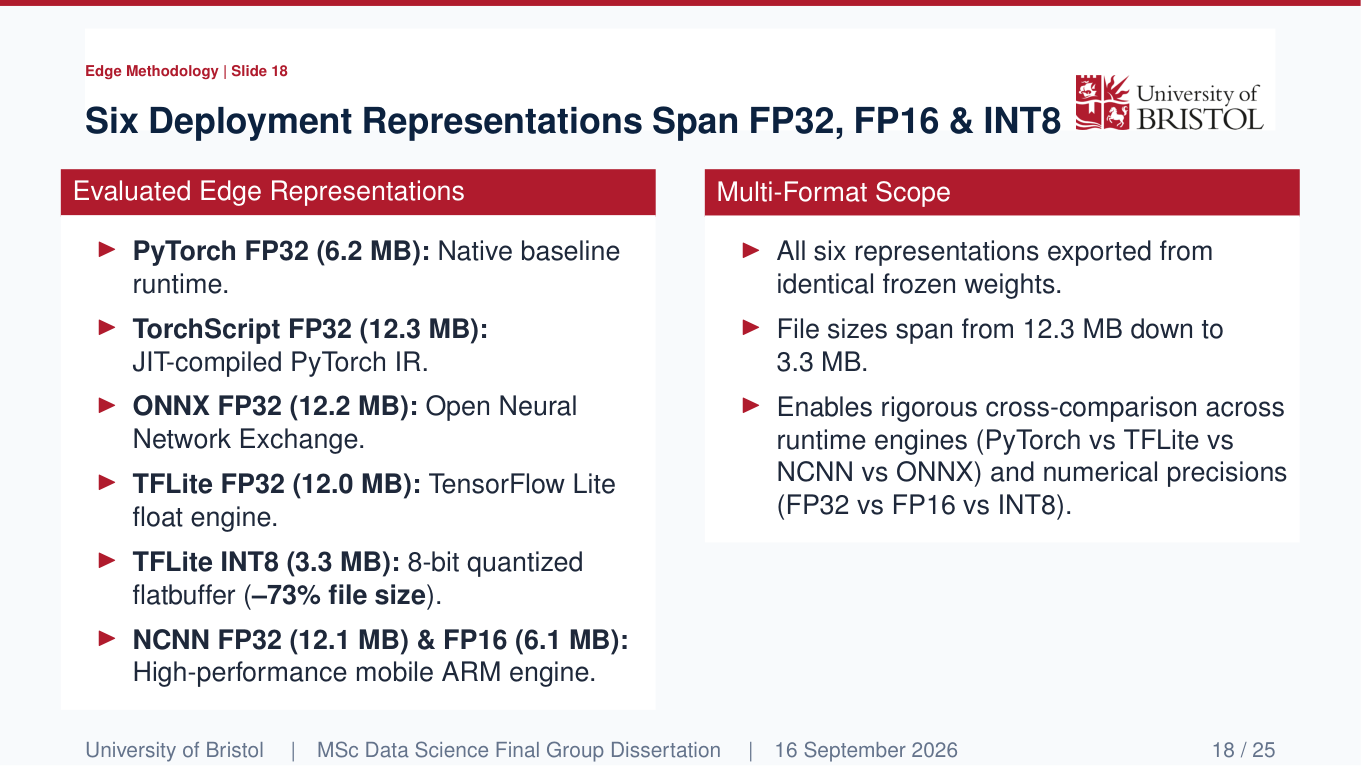 Edge Methodology | Slide 18
Six Deployment Representations Span FP32, FP16 & INT8
University of
BRISTOL
Evaluated Edge Representations
► PyTorch FP32 (6.2 MB): Native baseline
runtime.
► TorchScript FP32 (12.3 MB):
JIT-compiled PyTorch IR.
► ONNX FP32 (12.2 MB): Open Neural
Network Exchange.
► TFLite FP32 (12.0 MB): TensorFlow Lite
float engine.
► TFLite INT8 (3.3 MB): 8-bit quantized
flatbuffer (–73% file size).
► NCNN FP32 (12.1 MB) & FP16 (6.1 MB):
High-performance mobile ARM engine.
Multi-Format Scope
► All six representations exported from
identical frozen weights.
► File sizes span from 12.3 MB down to
3.3 MB.
► Enables rigorous cross-comparison across
runtime engines (PyTorch vs TFLite vs
NCNN vs ONNX) and numerical precisions
(FP32 vs FP16 vs INT8).
University of Bristol | MSc Data Science Final Group Dissertation | 16 September 2026 18 / 25